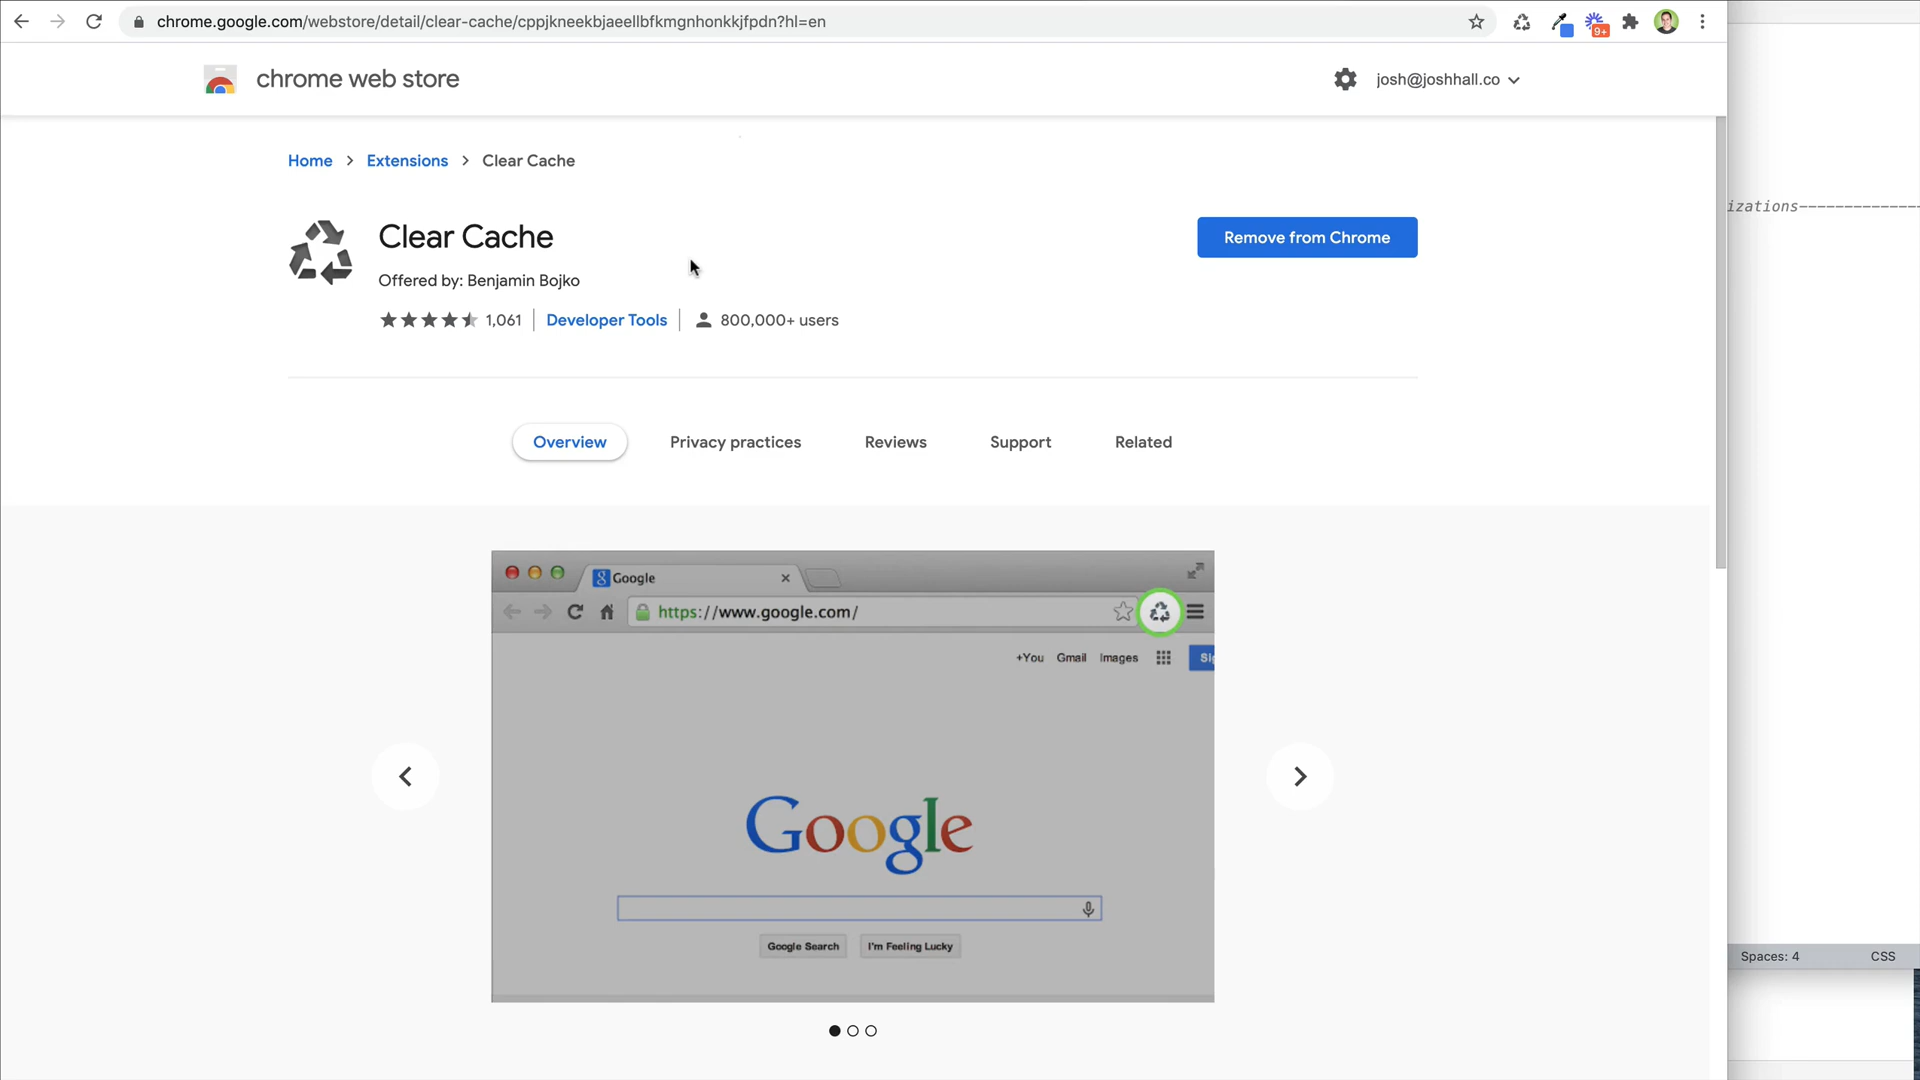 chrome.google.com/webstore/detail/clear-cache/cppjkneekbjaeellbfkmgnhonkkjfpdn?hl=en
9+
chrome web store
josh@joshhall.co
Home > Extensions > Clear Cache
izations--------------
Clear Cache
Remove from Chrome
Offered by: Benjamin Bojko
1,061
Developer Tools
800,000+ users
Overview
Privacy practices
Reviews
Support
Related
Google
https://www.google.com/
+You Gmail Images
Google
Google Search
I'm Feeling Lucky
Spaces: 4
CSS